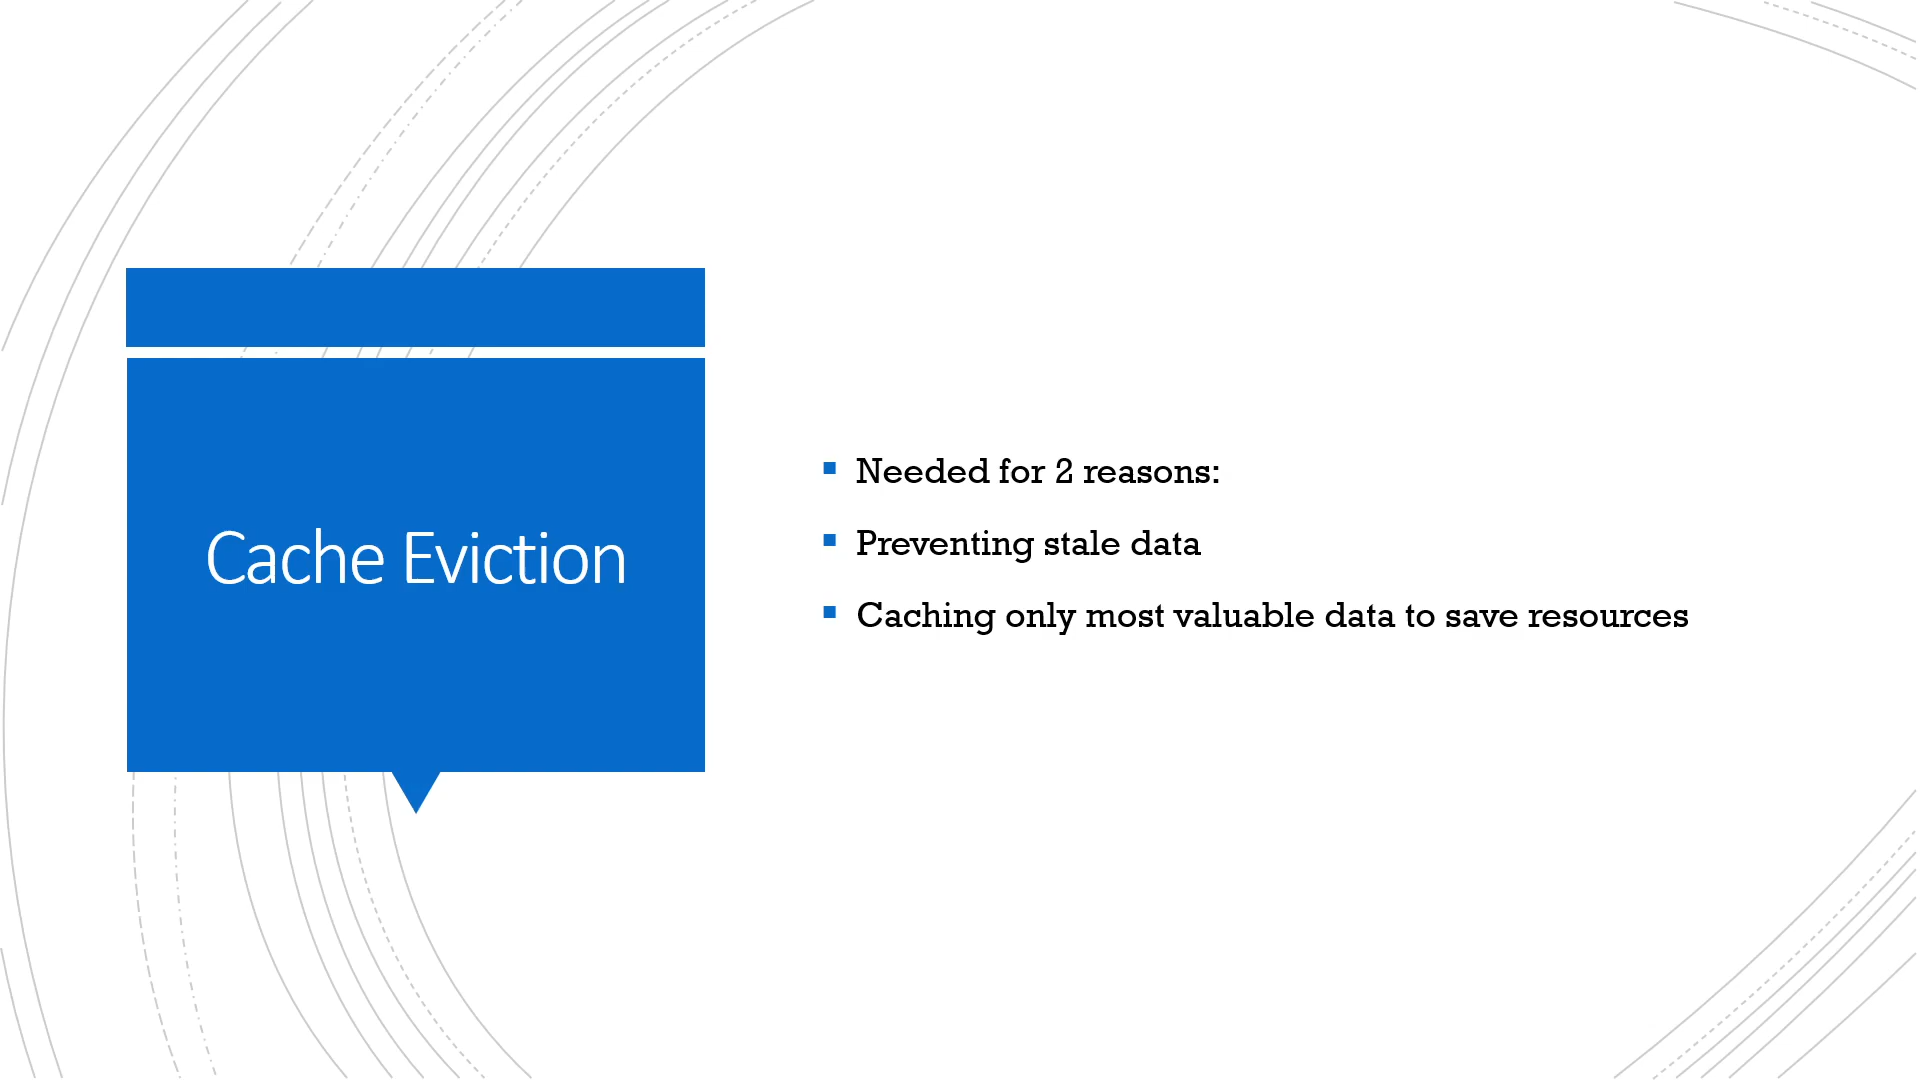 Cache Eviction
Needed for 2 reasons:
Preventing stale data
Caching only most valuable data to save resources